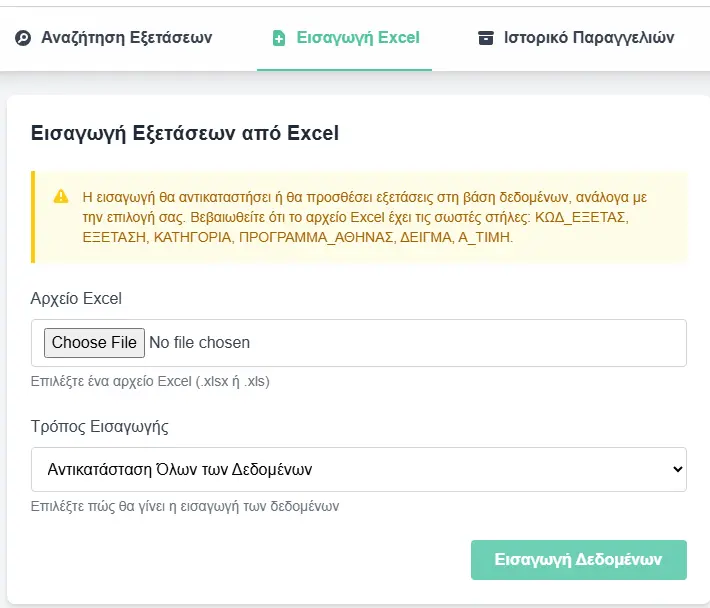 Αναζήτηση Εξετάσεων
Εισαγωγή Excel
Ιστορικό Παραγγελιών
Εισαγωγή Εξετάσεων από Excel
Η εισαγωγή θα αντικαταστήσει ή θα προσθέσει εξετάσεις στη βάση δεδομένων, ανάλογα με
την επιλογή σας. Βεβαιωθείτε ότι το αρχείο Excel έχει τις σωστές στήλες: ΚΩΔ_ΕΞΕΤΑΣ,
ΕΞΕΤΑΣΗ, ΚΑΤΗΓΟΡΙΑ, ΠΡΟΓΡΑΜΜΑ_ΑΘΗΝΑΣ, ΔΕΙΓΜΑ, Α_ΤΙΜΗ.
Αρχείο Excel
Choose File No file chosen
Επιλέξτε ένα αρχείο Excel (.xlsx ή .xls)
Τρόπος Εισαγωγής
Αντικατάσταση Όλων των Δεδομένων
Επιλέξτε πώς θα γίνει η εισαγωγή των δεδομένων
Εισαγωγή Δεδομένων